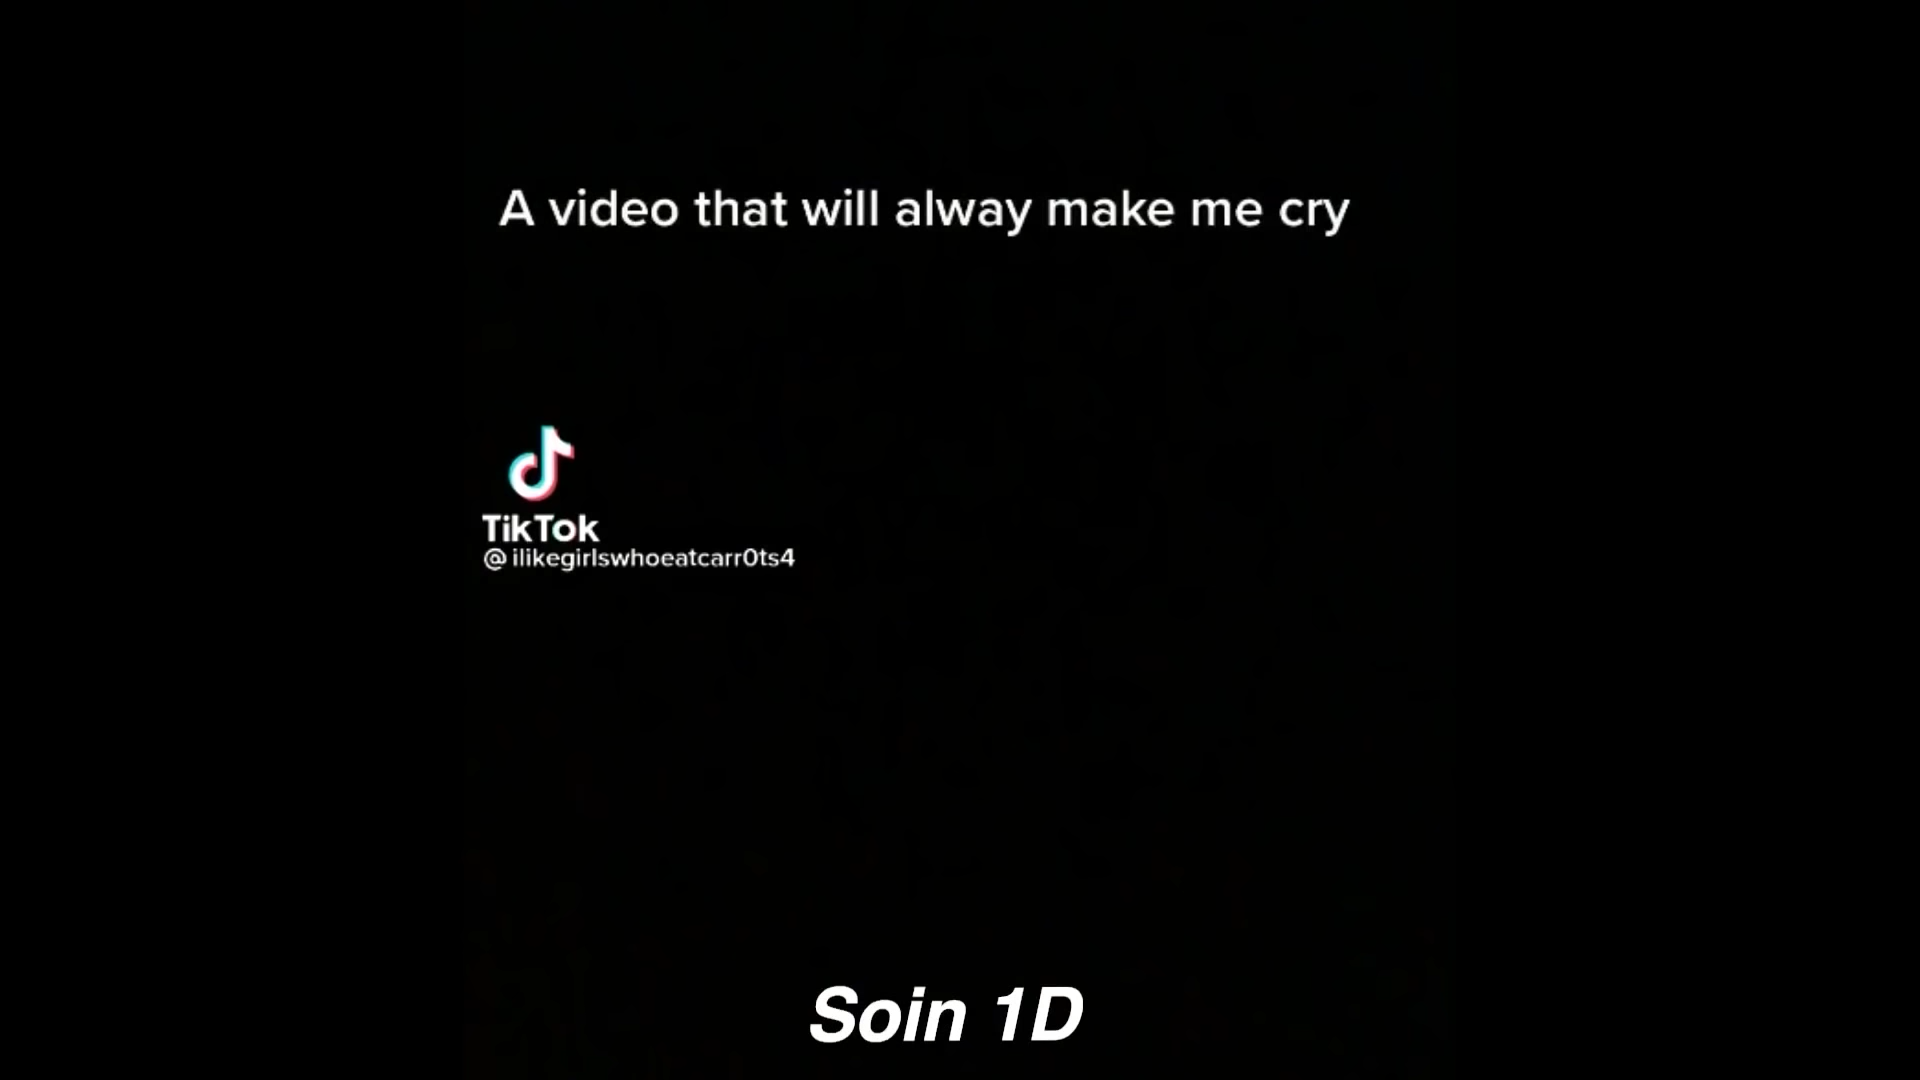 A video that will alway make me cry
TikTok
@ ilikegirlswhoeatcarr0ts4
Soin 1D